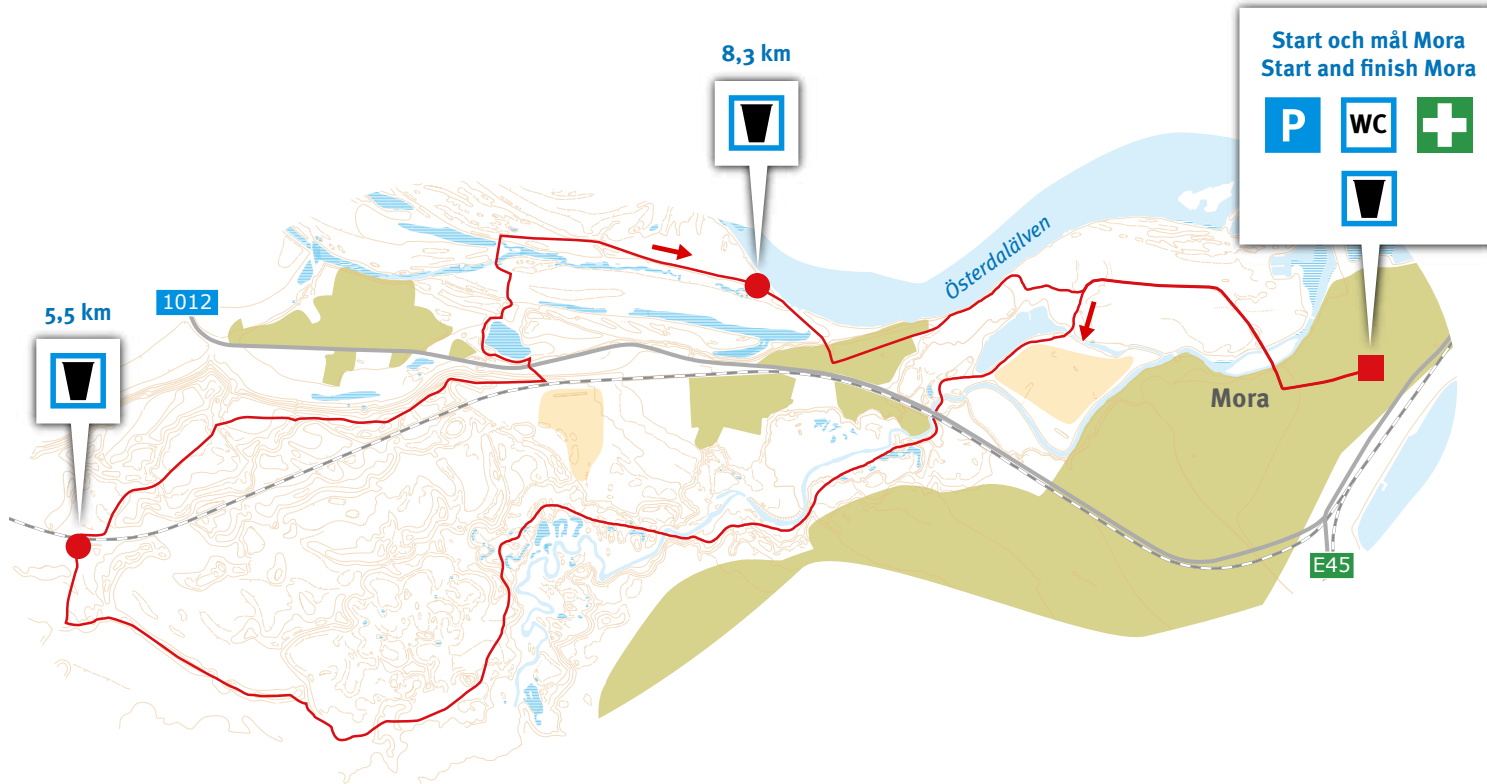 Start och mål Mora
Start and finish Mora
P
WC
8,3 km
Österdalälven
1012
5,5 km
Mora
E45